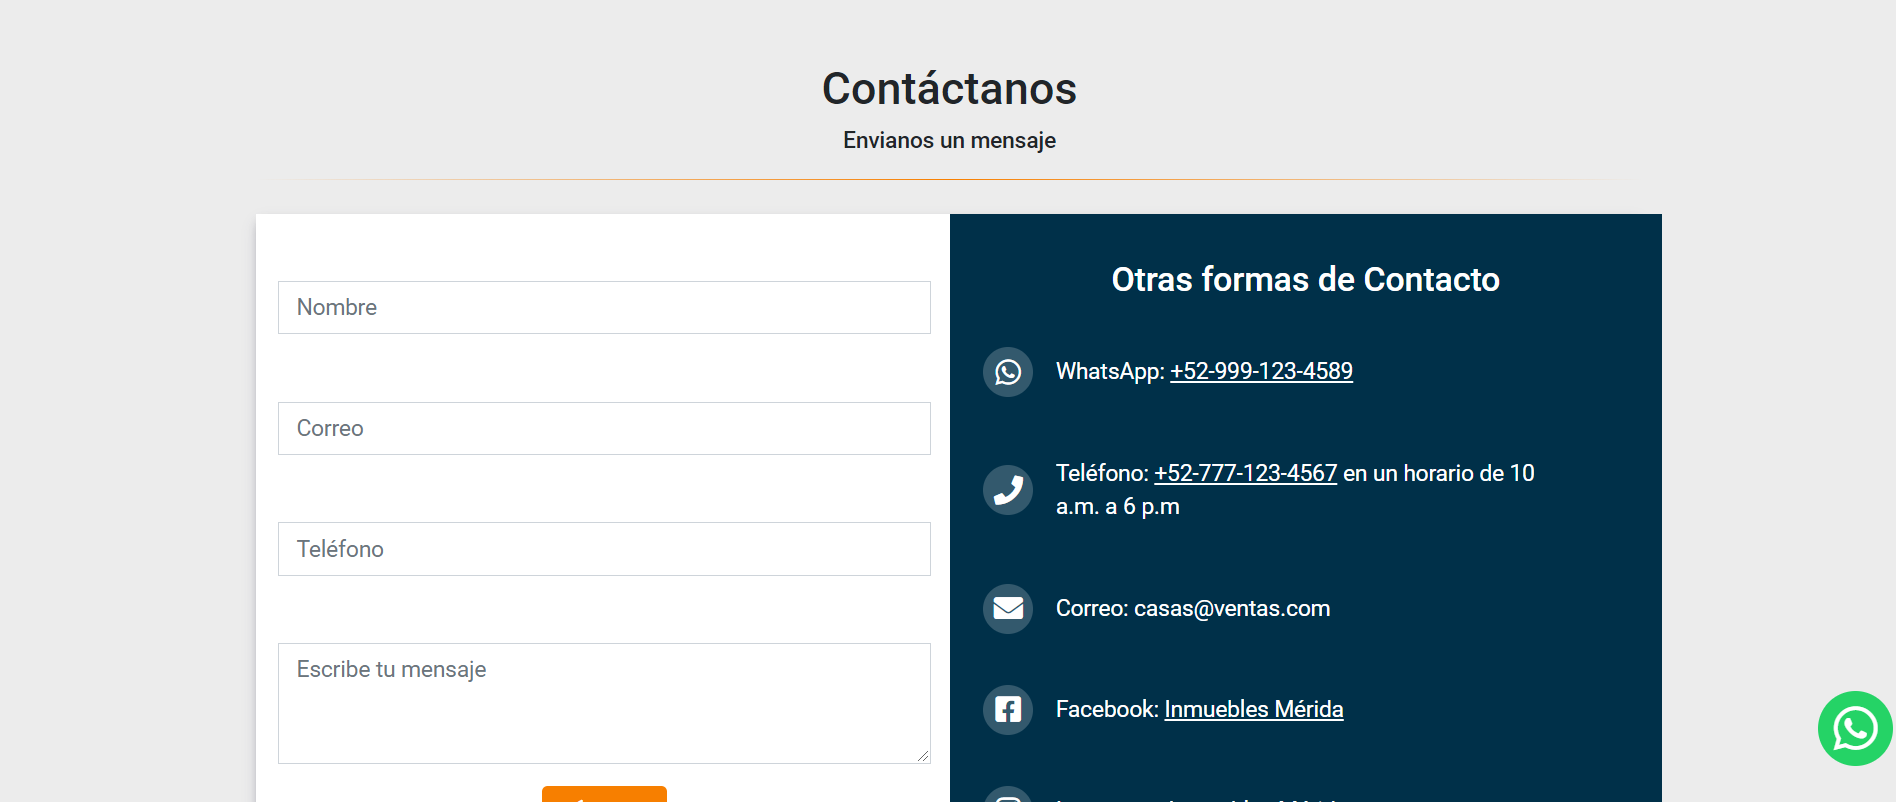 Contáctanos
Envianos un mensaje
Nombre
Correo
Teléfono
Escribe tu mensaje
Otras formas de Contacto
WhatsApp: +52-999-123-4589
Teléfono: +52-777-123-4567 en un horario de 10
a.m. a 6 p.m
Correo: casas@ventas.com
Facebook: Inmuebles Mérida